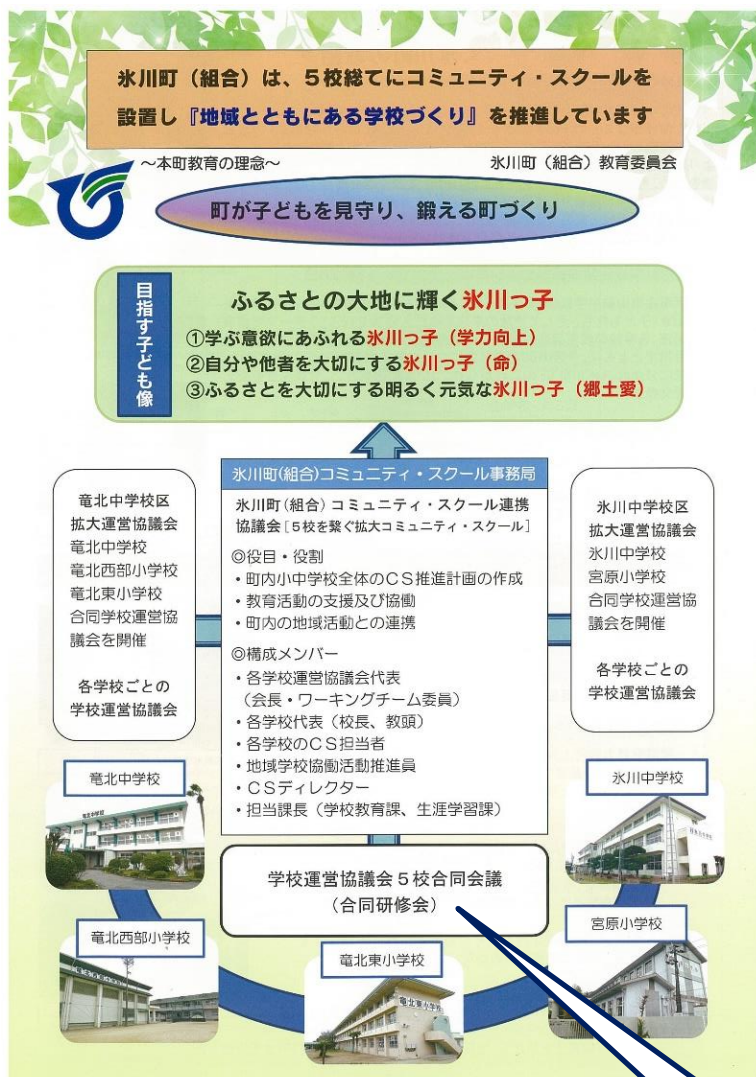 氷川町（組合）は、５校総てにコミュニティ・スクールを
設置し『地域とともにある学校づくり』を推進しています
～本町教育の理念～
氷川町（組合）教育委員会
町が子どもを見守り、鍛える町づくり
目指す子ども像
ふるさとの大地に輝く氷川っ子
①学ぶ意欲にあふれる氷川っ子（学力向上）
②自分や他者を大切にする氷川っ子（命）
③ふるさとを大切にする明るく元気な氷川っ子（郷土愛）
竜北中学校区
拡大運営協議会
竜北中学校
竜北西部小学校
竜北東小学校
合同学校運営協
議会を開催
各学校ごとの
学校運営協議会
氷川町(組合)コミュニティ・スクール事務局
氷川町(組合) コミュニティ・スクール連携
協議会［５校を繋ぐ拡大コミュニティ・スクール］
◎役目・役割
・町内小中学校全体のＣＳ推進計画の作成
・教育活動の支援及び協働
・町内の地域活動との連携
◎構成メンバー
・各学校運営協議会代表
（会長・ワーキングチーム委員）
・各学校代表（校長、教頭）
・各学校のＣＳ担当者
・地域学校協働活動推進員
・ＣＳディレクター
・担当課長（学校教育課、生涯学習課）
氷川中学校区
拡大運営協議会
氷川中学校
宮原小学校
合同学校運営協
議会を開催
各学校ごとの
学校運営協議会
竜北中学校
氷川中学校
学校運営協議会５校合同会議
（合同研修会）
竜北西部小学校
竜北東小学校
竜北東小学校
宮原小学校